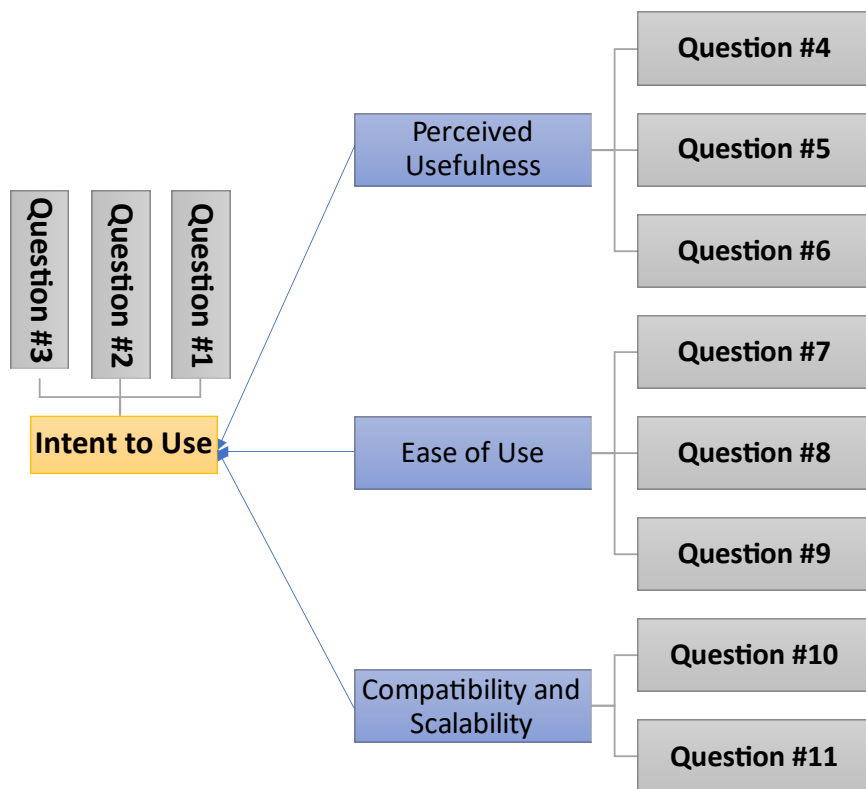 Question #4
Perceived
Usefulness
Question #5
Question #6
Question #3
Question #2
Question #1
Question #7
Intent to Use
Ease of Use
Question #8
Question #9
Question #10
Compatibility and
Scalability
Question #11